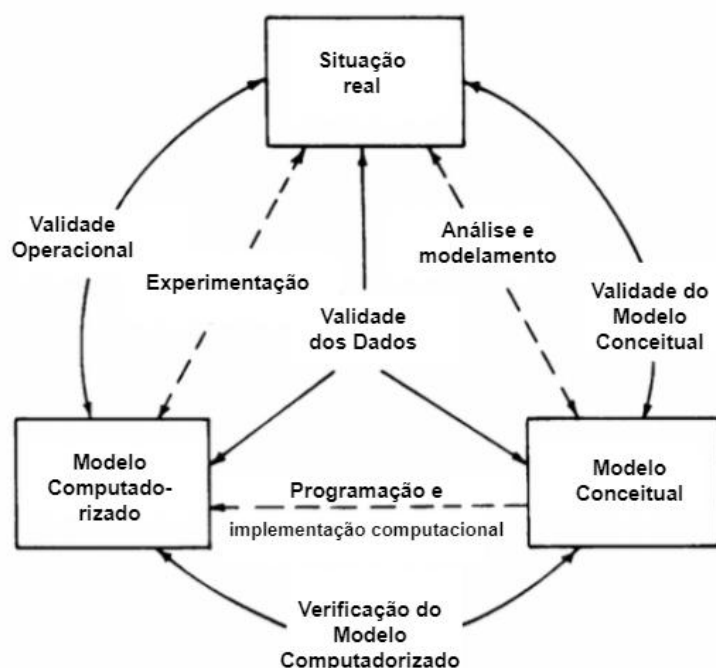 Situação
real
Validade
Operacional
Análise e
modelamento
Experimentação
Validade do
Modelo
Conceitual
Validade
dos Dados
Modelo
Computado-
rizado
Programação e
implementação computacional
Modelo
Conceitual
Verificação do
Modelo
Computadorizado